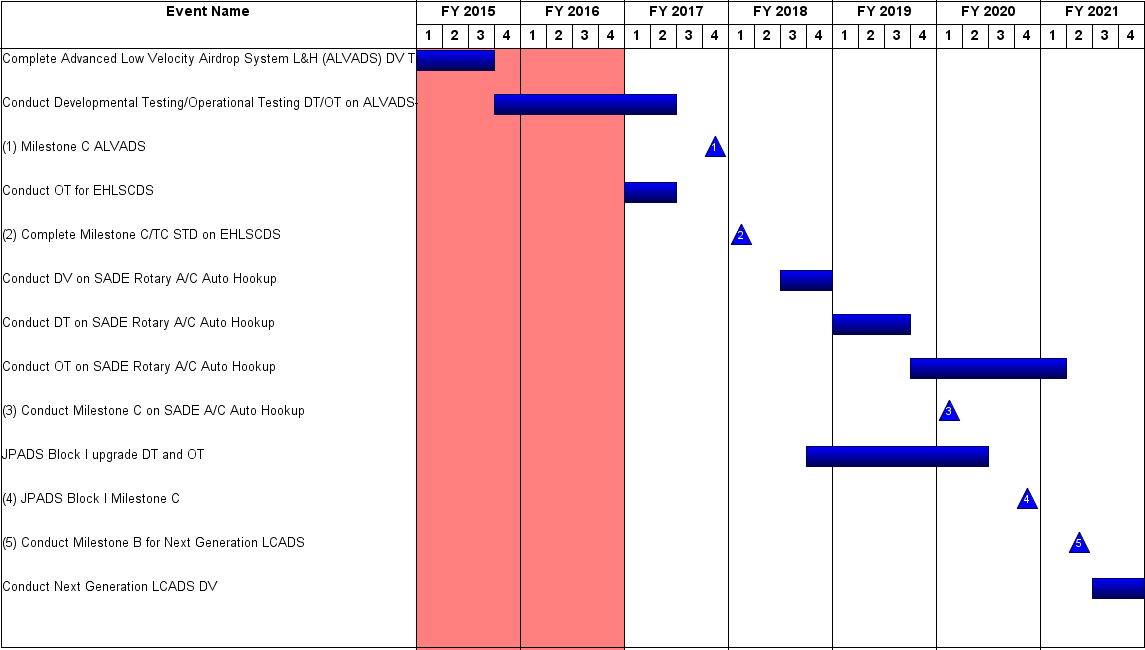 Event Name FY 2015 FY 2016 FY 2017 FY 2018 FY 2019 FY 2020 FY 2021
1 2 3 4 1 2 3 4 1 2 3 4 1 2 3 4 1 2 3 4 1 2 3 4 1 2 3 4
Complete Advanced Low Velocity Airdrop System L&H (ALVADS) DV T
Conduct Developmental Testing/Operational Testing DT/OT on ALVADS-
(1) Milestone C ALVADS 1
Conduct OT for EHLSCDS
(2) Complete Milestone C/TC STD on EHLSCDS 2
Conduct DV on SADE Rotary A/C Auto Hookup
Conduct DT on SADE Rotary A/C Auto Hookup
Conduct OT on SADE Rotary A/C Auto Hookup
(3) Conduct Milestone C on SADE A/C Auto Hookup 3
JPADS Block I upgrade DT and OT
(4) JPADS Block I Milestone C 4
(5) Conduct Milestone B for Next Generation LCADS 5
Conduct Next Generation LCADS DV